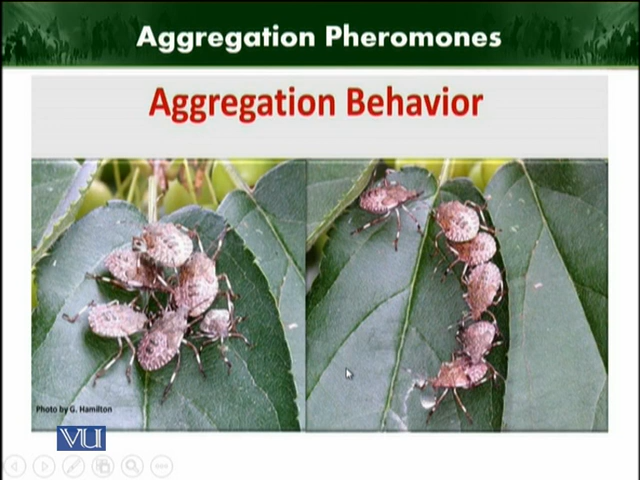 Aggregation Pheromones
Aggregation Behavior
Photo by G. Hamilton
VU